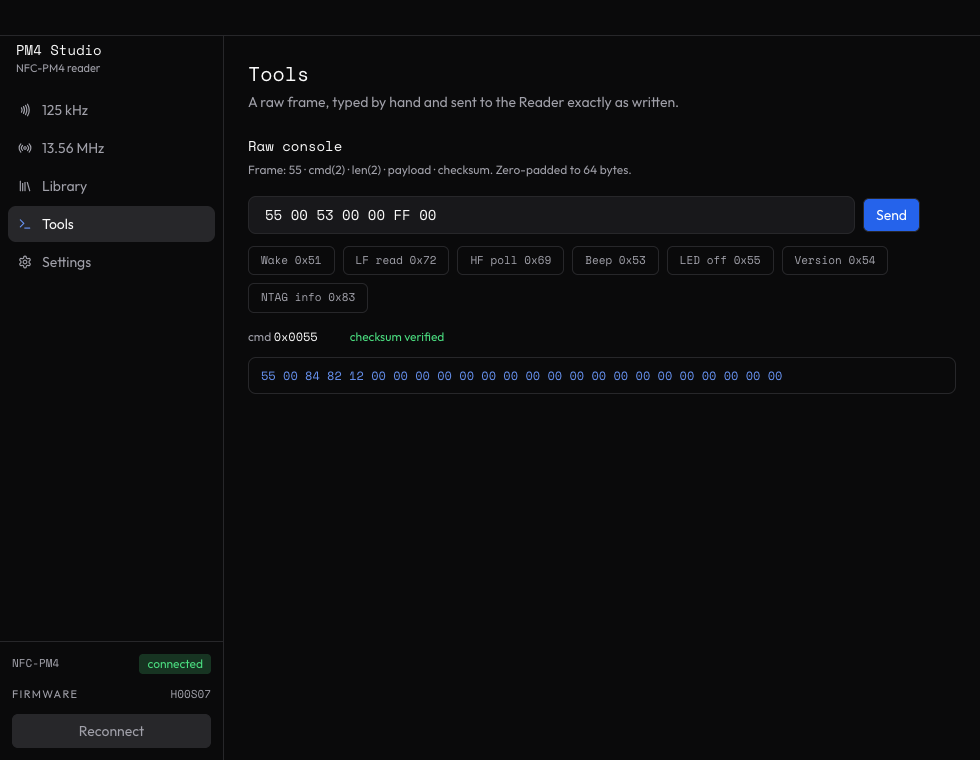 PM4 Studio
NFC-PM4 reader
125 kHz
13.56 MHz
Library
Tools
Settings
NFC-PM4 connected
FIRMWARE H00S07
Reconnect
Tools
A raw frame, typed by hand and sent to the Reader exactly as written.
Raw console
Frame: 55 · cmd(2) · len(2) · payload · checksum. Zero-padded to 64 bytes.
55 00 53 00 00 FF 00 Send
Wake 0x51 LF read 0x72 HF poll 0x69 Beep 0x53 LED off 0x55 Version 0x54
NTAG info 0x83
cmd 0x0055 checksum verified
55 00 84 82 12 00 00 00 00 00 00 00 00 00 00 00 00 00 00 00 00 00 00 00